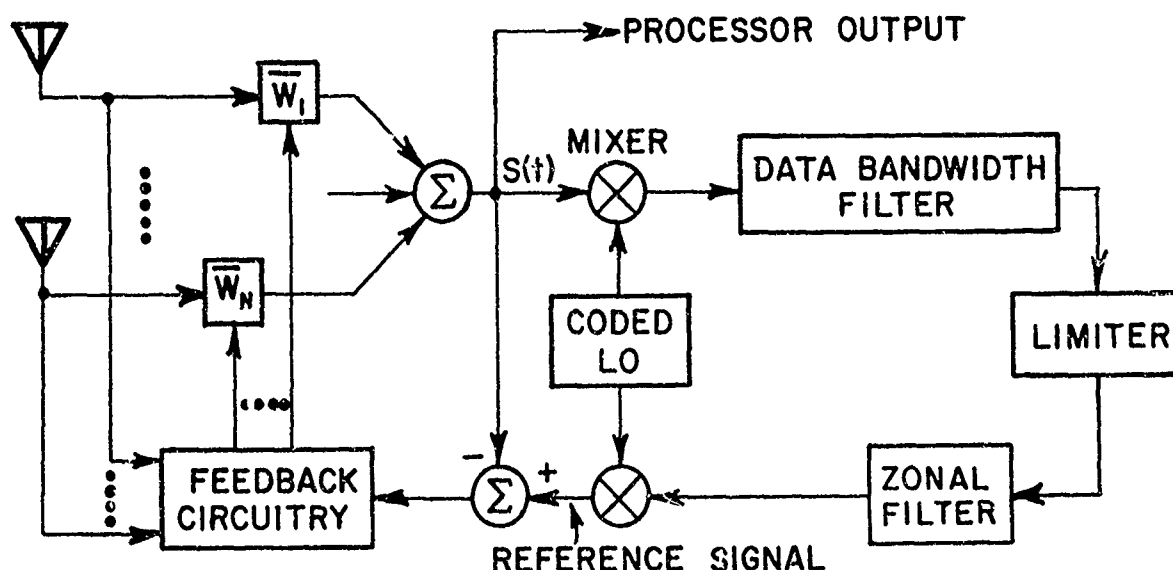 PROCESSOR OUTPUT
W̅₁
MIXER
S(t)
Σ
DATA BANDWIDTH
FILTER
W̅N
CODED
LO
LIMITER
FEEDBACK
CIRCUITRY
−
Σ
+
ZONAL
FILTER
REFERENCE SIGNAL